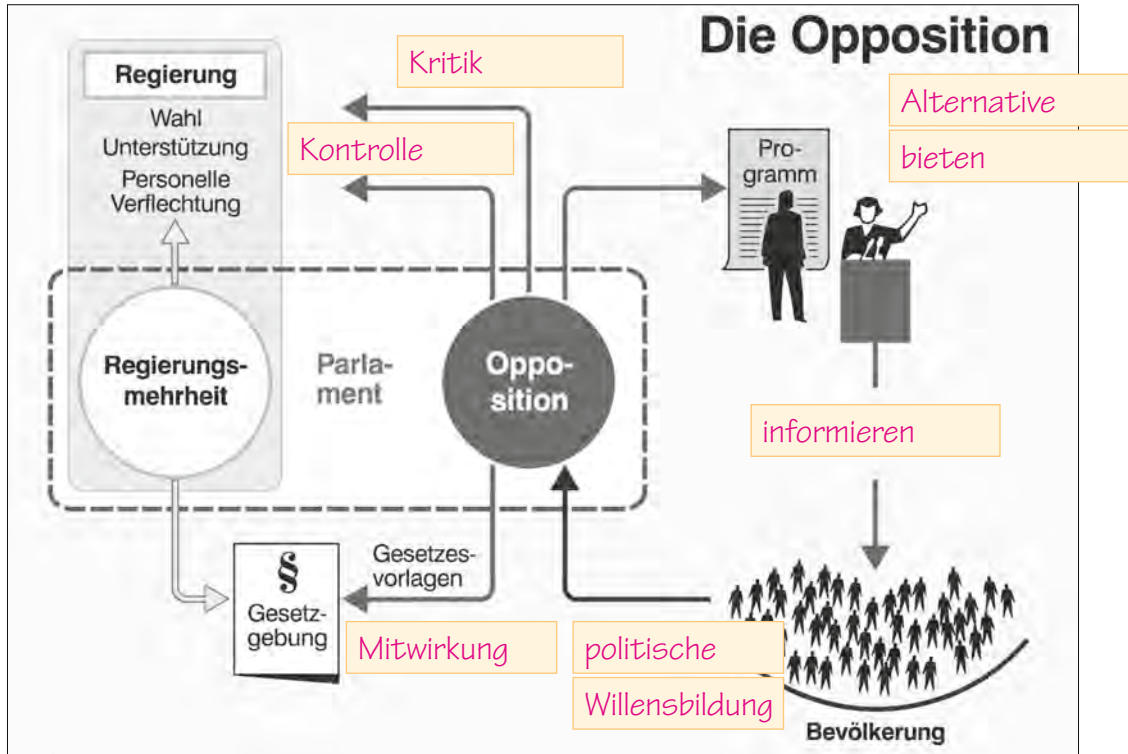 Die Opposition
Regierung
Wahl
Unterstützung
Personelle
Verflechtung
Kritik
Kontrolle
Alternative
bieten
Pro-
gramm
Regierungs-
mehrheit
Parla-
ment
Oppo-
sition
informieren
§
Gesetz-
gebung
Gesetzes-
vorlagen
Mitwirkung
politische
Willensbildung
Bevölkerung